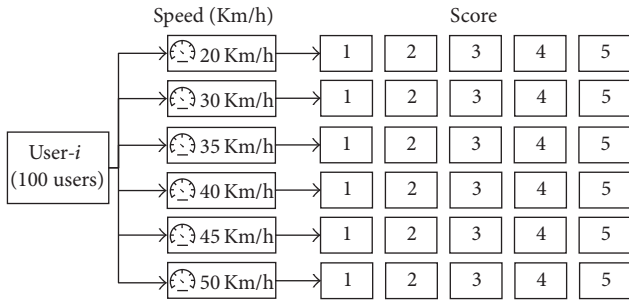 Speed (Km/h) Score
20 Km/h 1 2 3 4 5
30 Km/h 1 2 3 4 5
35 Km/h 1 2 3 4 5
User-i
(100 users)
40 Km/h 1 2 3 4 5
45 Km/h 1 2 3 4 5
50 Km/h 1 2 3 4 5